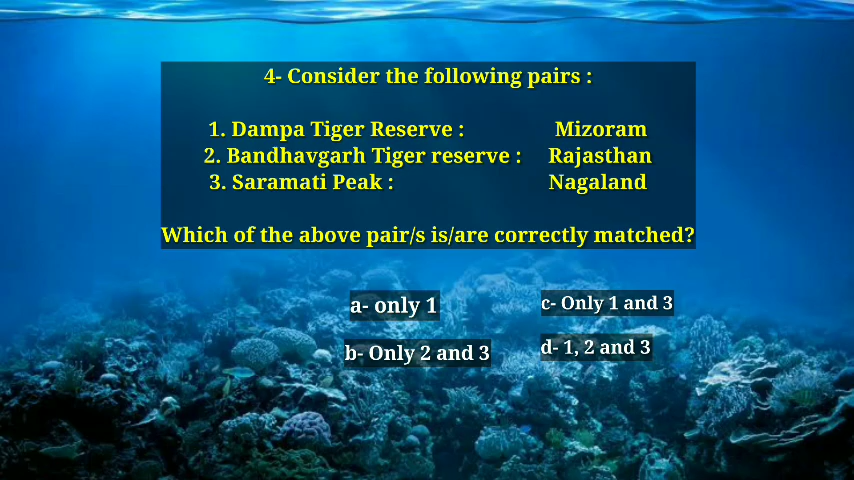 4- Consider the following pairs :
1. Dampa Tiger Reserve : Mizoram
2. Bandhavgarh Tiger reserve : Rajasthan
3. Saramati Peak : Nagaland
Which of the above pair/s is/are correctly matched?
a- only 1
c- Only 1 and 3
b- Only 2 and 3
d- 1, 2 and 3